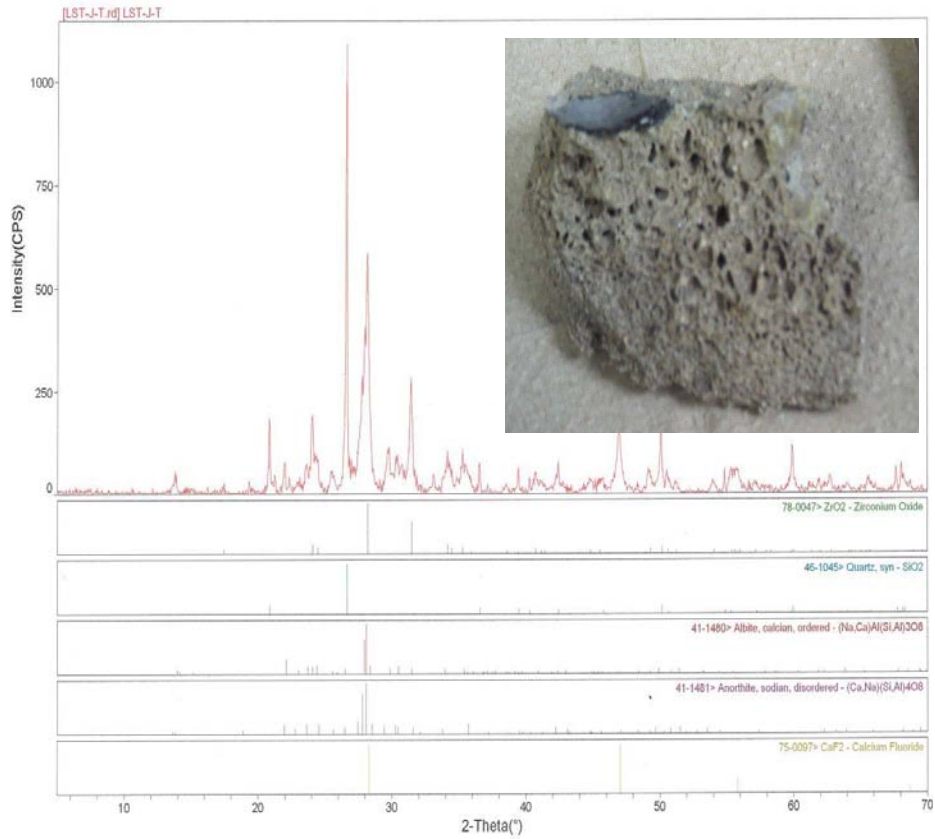 [LST-J-T.rd] LST-J-T
Intensity(CPS)
1000
750
500
250
0
78-0047> ZrO2 - Zirconium Oxide
46-1045> Quartz, syn - SiO2
41-1480> Albite, calcian, ordered - (Na,Ca)Al(Si,Al)3O8
41-1481> Anorthite, sodian, disordered - (Ca,Na)(Si,Al)4O8
75-0097> CaF2 - Calcium Fluoride
10 20 30 40 50 60 70
2-Theta(°)